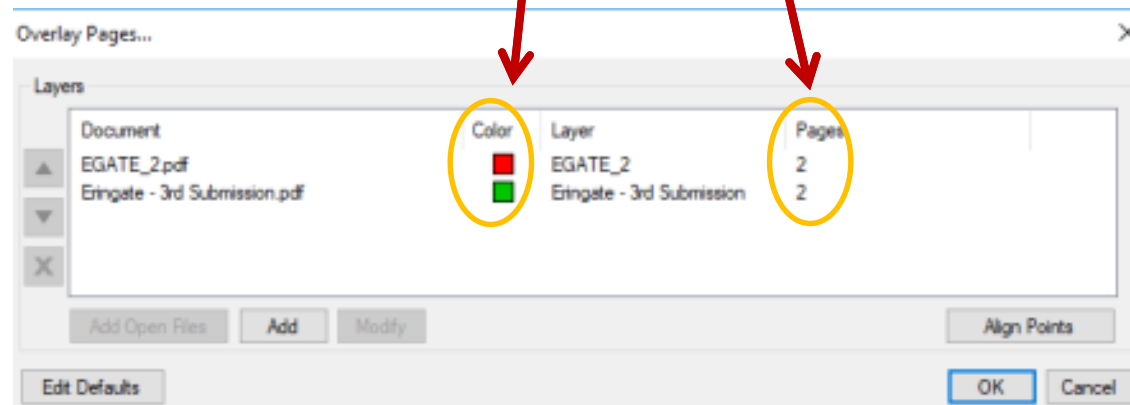 Overlay Pages...
Layers
Document Color Layer Pages
EGATE_2.pdf EGATE_2 2
Eringate - 3rd Submission.pdf Eringate - 3rd Submission 2
Add Open Files Add Modify Align Points
Edit Defaults OK Cancel